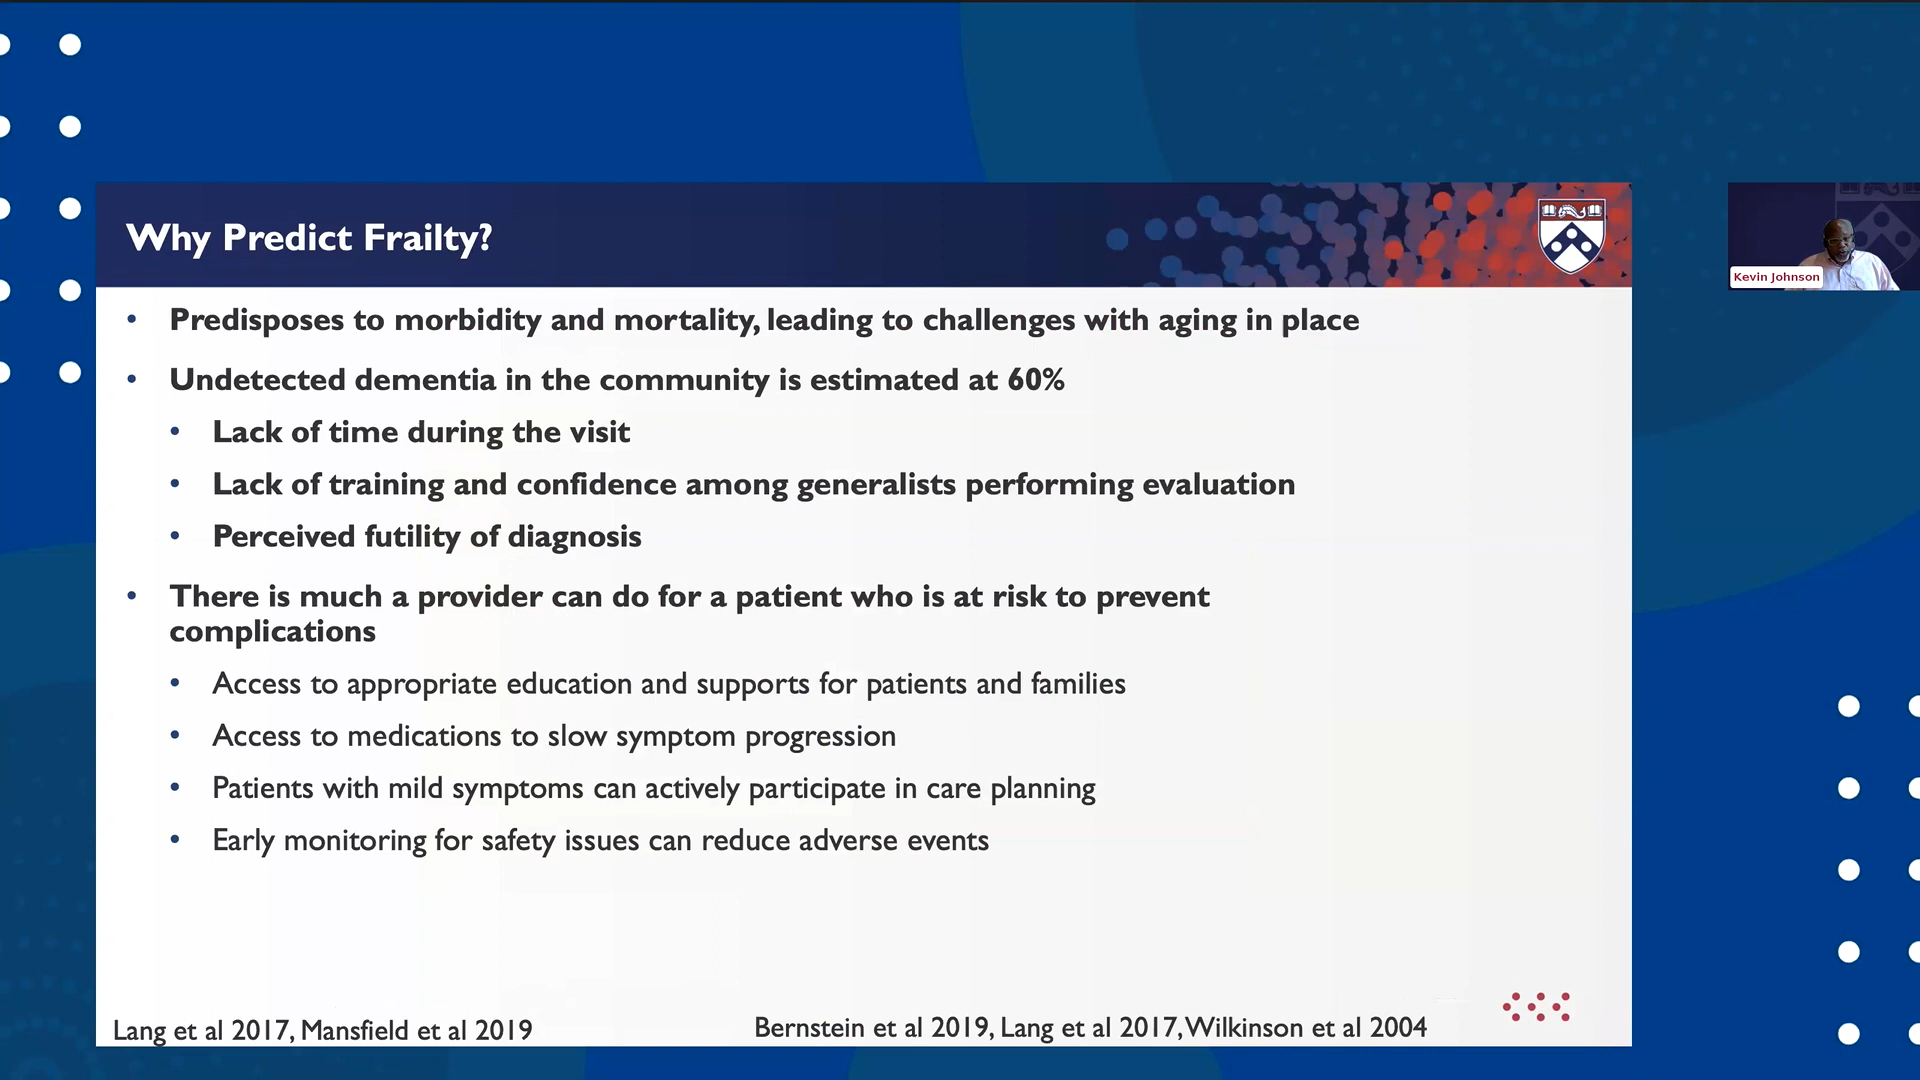 Why Predict Frailty?
Kevin Johnson
• Predisposes to morbidity and mortality, leading to challenges with aging in place
• Undetected dementia in the community is estimated at 60%
• Lack of time during the visit
• Lack of training and confidence among generalists performing evaluation
• Perceived futility of diagnosis
• There is much a provider can do for a patient who is at risk to prevent
complications
• Access to appropriate education and supports for patients and families
• Access to medications to slow symptom progression
• Patients with mild symptoms can actively participate in care planning
• Early monitoring for safety issues can reduce adverse events
Lang et al 2017, Mansfield et al 2019
Bernstein et al 2019, Lang et al 2017, Wilkinson et al 2004